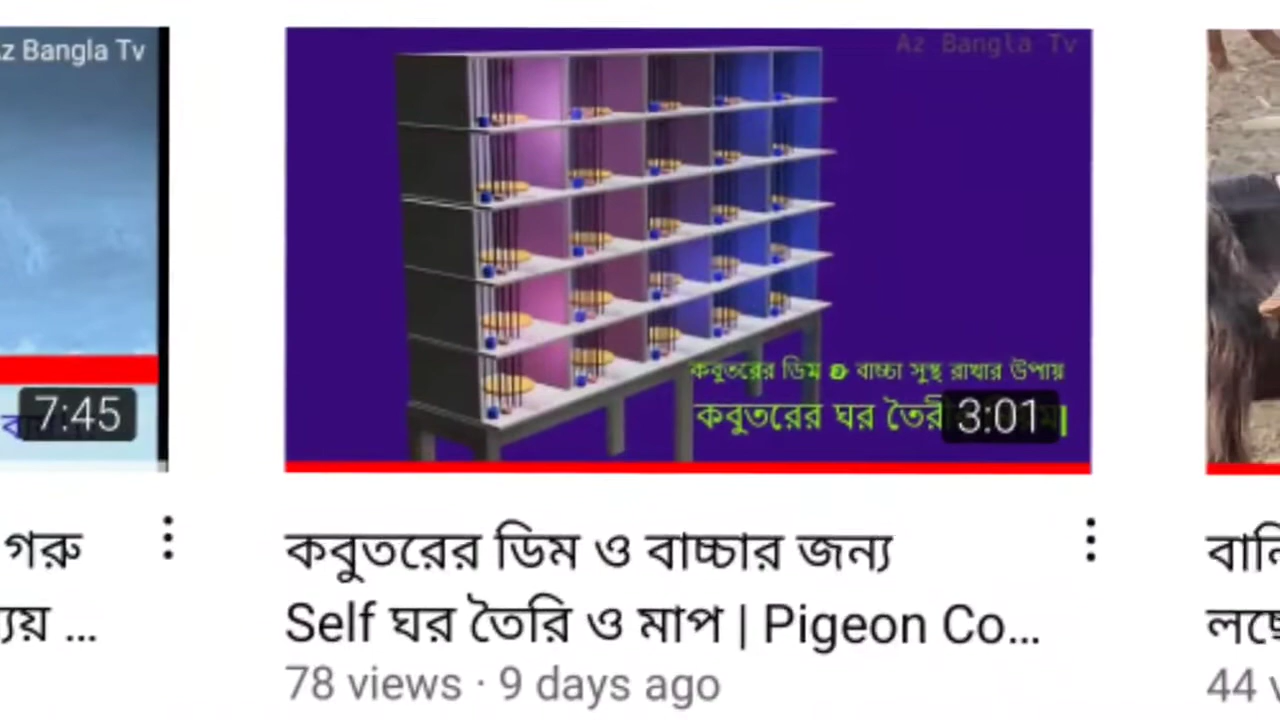 z Bangla Tv
7:45
গরু
...
Az Bangla Tv
কবুতরের ডিম ও বাচ্চা সুস্থ রাখার উপায়
কবুতরের ঘর তৈরী
3:01
কবুতরের ডিম ও বাচ্চার জন্য
Self ঘর তৈরি ও মাপ | Pigeon Co...
78 views · 9 days ago
44